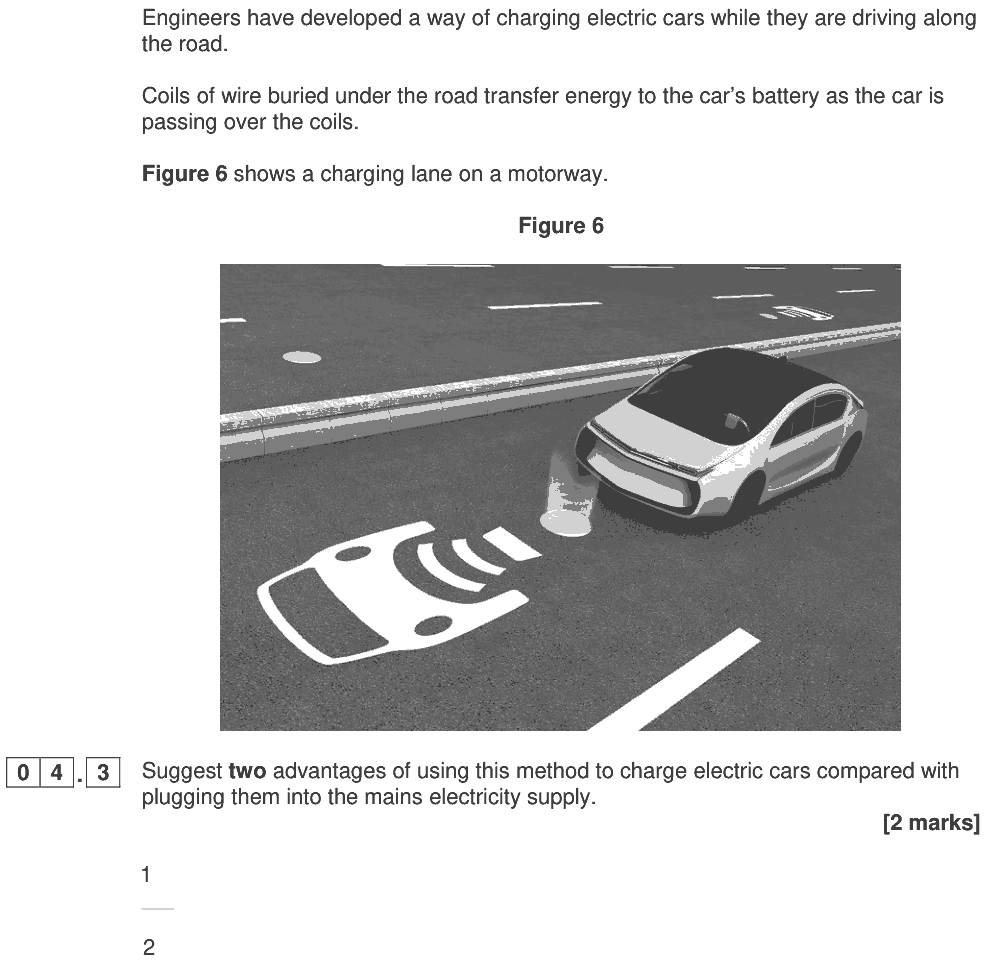 Engineers have developed a way of charging electric cars while they are driving along
the road.
Coils of wire buried under the road transfer energy to the car’s battery as the car is
passing over the coils.
Figure 6 shows a charging lane on a motorway.
Figure 6
0 4 . 3 Suggest two advantages of using this method to charge electric cars compared with
plugging them into the mains electricity supply.
[2 marks]
1
2